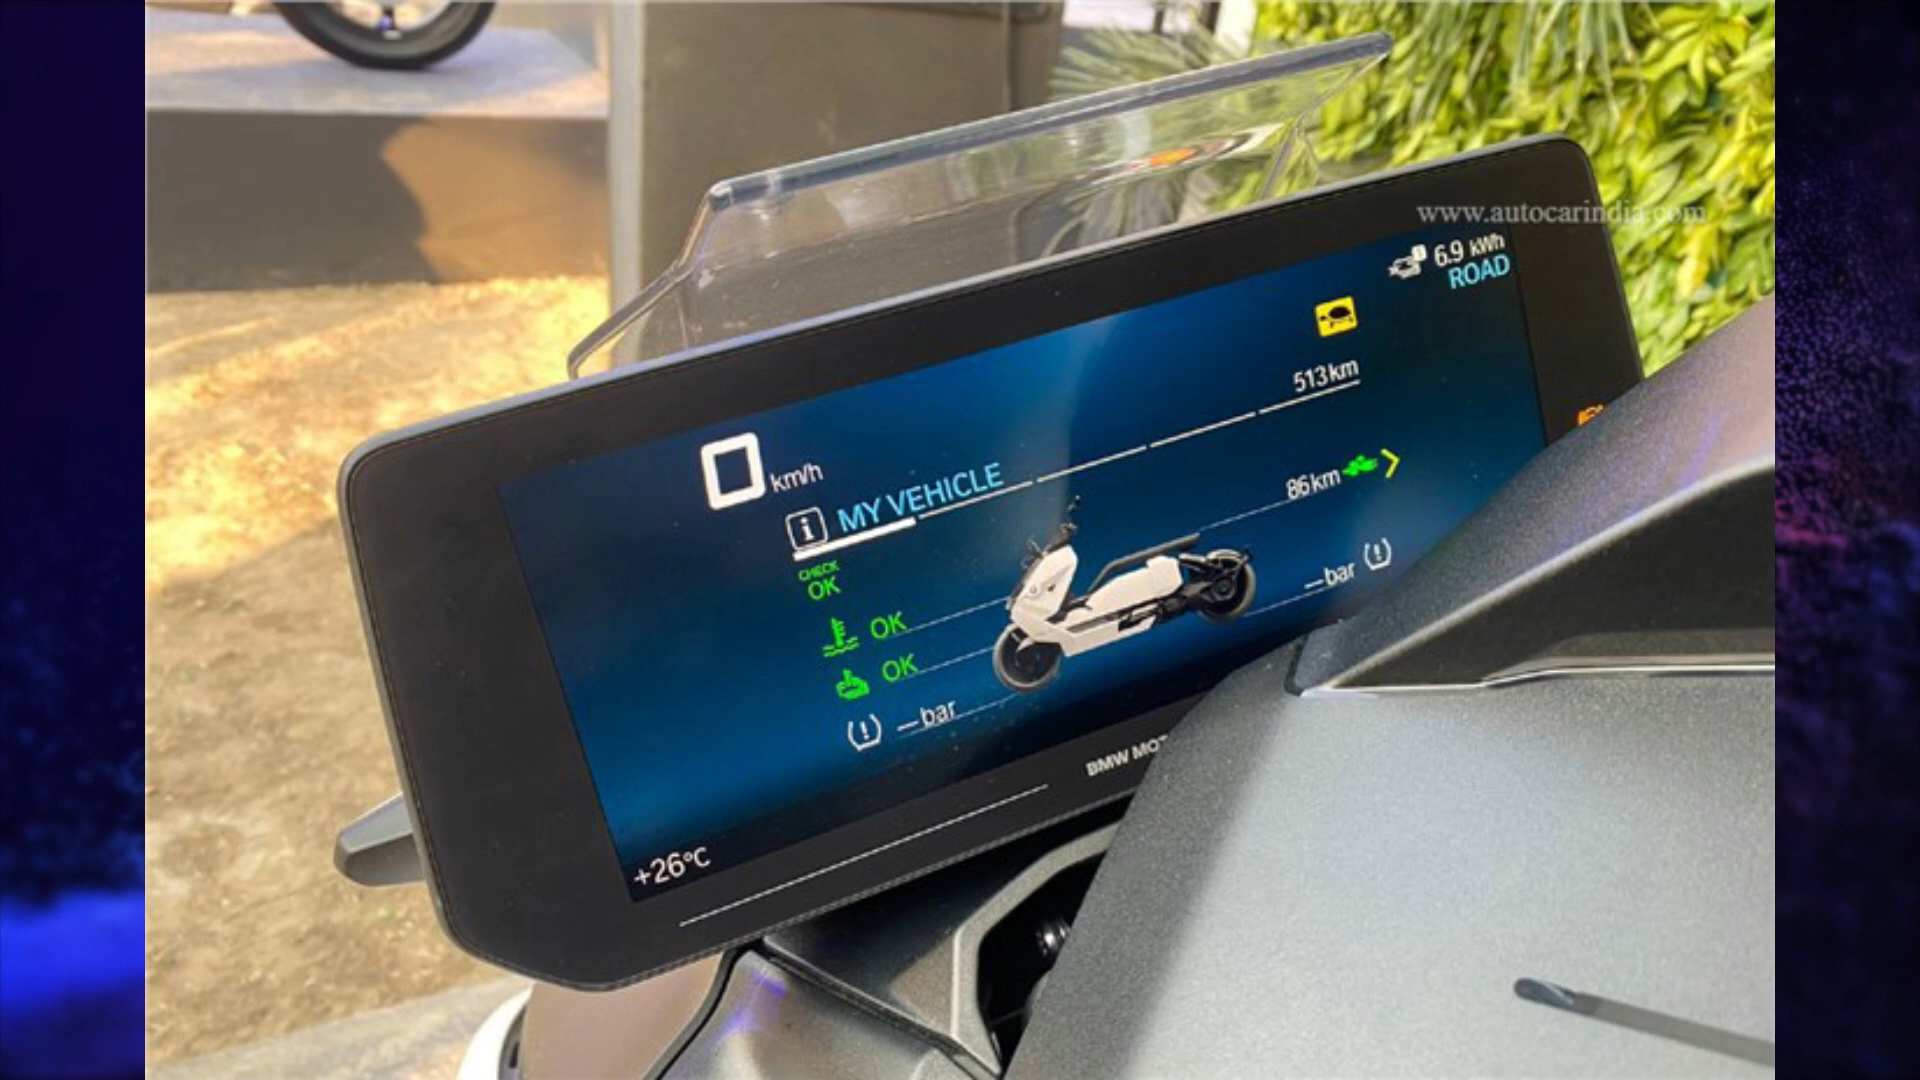 www.autocarindia.com
6.9 kWh
ROAD
513km
0 km/h
i MY VEHICLE
86km
CHECK
OK
OK
OK
—bar
—bar
BMW
+26°C